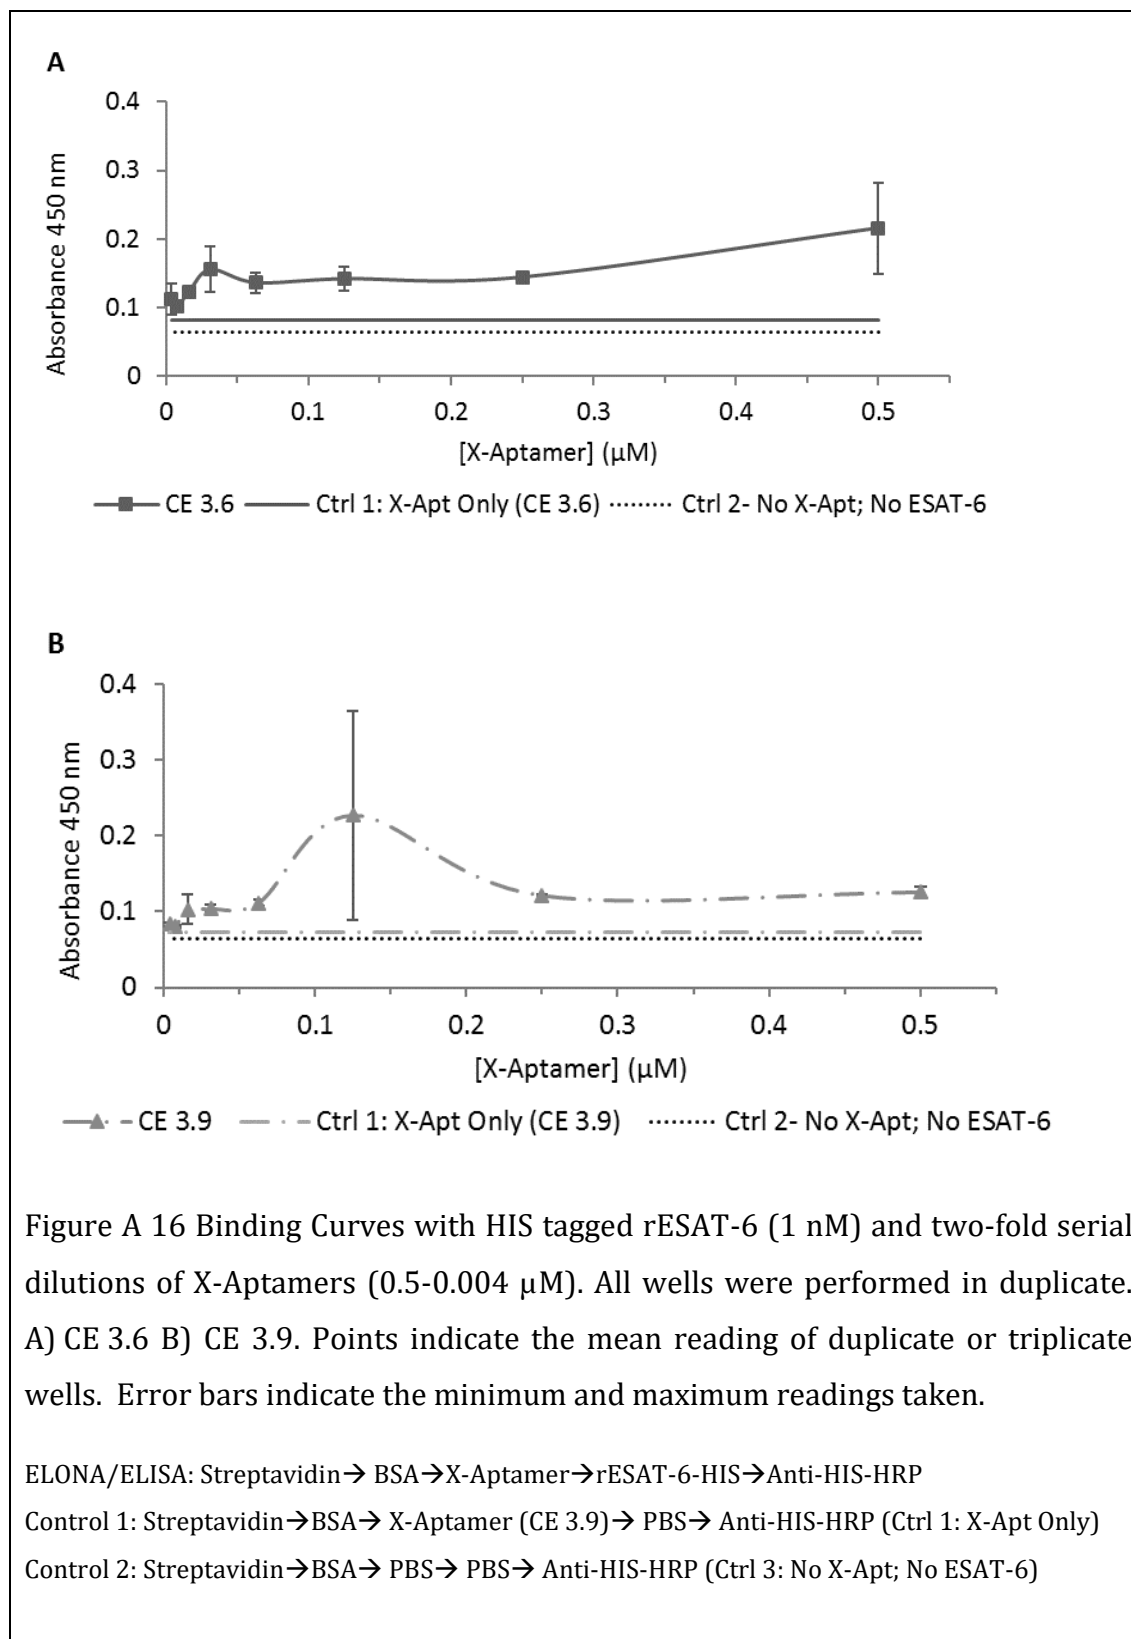 A
0.4
0.3
0.2
0.1
0
Absorbance 450 nm
0 0.1 0.2 0.3 0.4 0.5
[X-Aptamer] (µM)
CE 3.6 Ctrl 1: X-Apt Only (CE 3.6) Ctrl 2- No X-Apt; No ESAT-6
B
0.4
0.3
0.2
0.1
0
Absorbance 450 nm
0 0.1 0.2 0.3 0.4 0.5
[X-Aptamer] (µM)
CE 3.9 Ctrl 1: X-Apt Only (CE 3.9) Ctrl 2- No X-Apt; No ESAT-6
Figure A 16 Binding Curves with HIS tagged rESAT-6 (1 nM) and two-fold serial
dilutions of X-Aptamers (0.5-0.004 µM). All wells were performed in duplicate.
A) CE 3.6 B) CE 3.9. Points indicate the mean reading of duplicate or triplicate
wells. Error bars indicate the minimum and maximum readings taken.
ELONA/ELISA: Streptavidin→ BSA→X-Aptamer→rESAT-6-HIS→Anti-HIS-HRP
Control 1: Streptavidin→BSA→ X-Aptamer (CE 3.9)→ PBS→ Anti-HIS-HRP (Ctrl 1: X-Apt Only)
Control 2: Streptavidin→BSA→ PBS→ PBS→ Anti-HIS-HRP (Ctrl 3: No X-Apt; No ESAT-6)